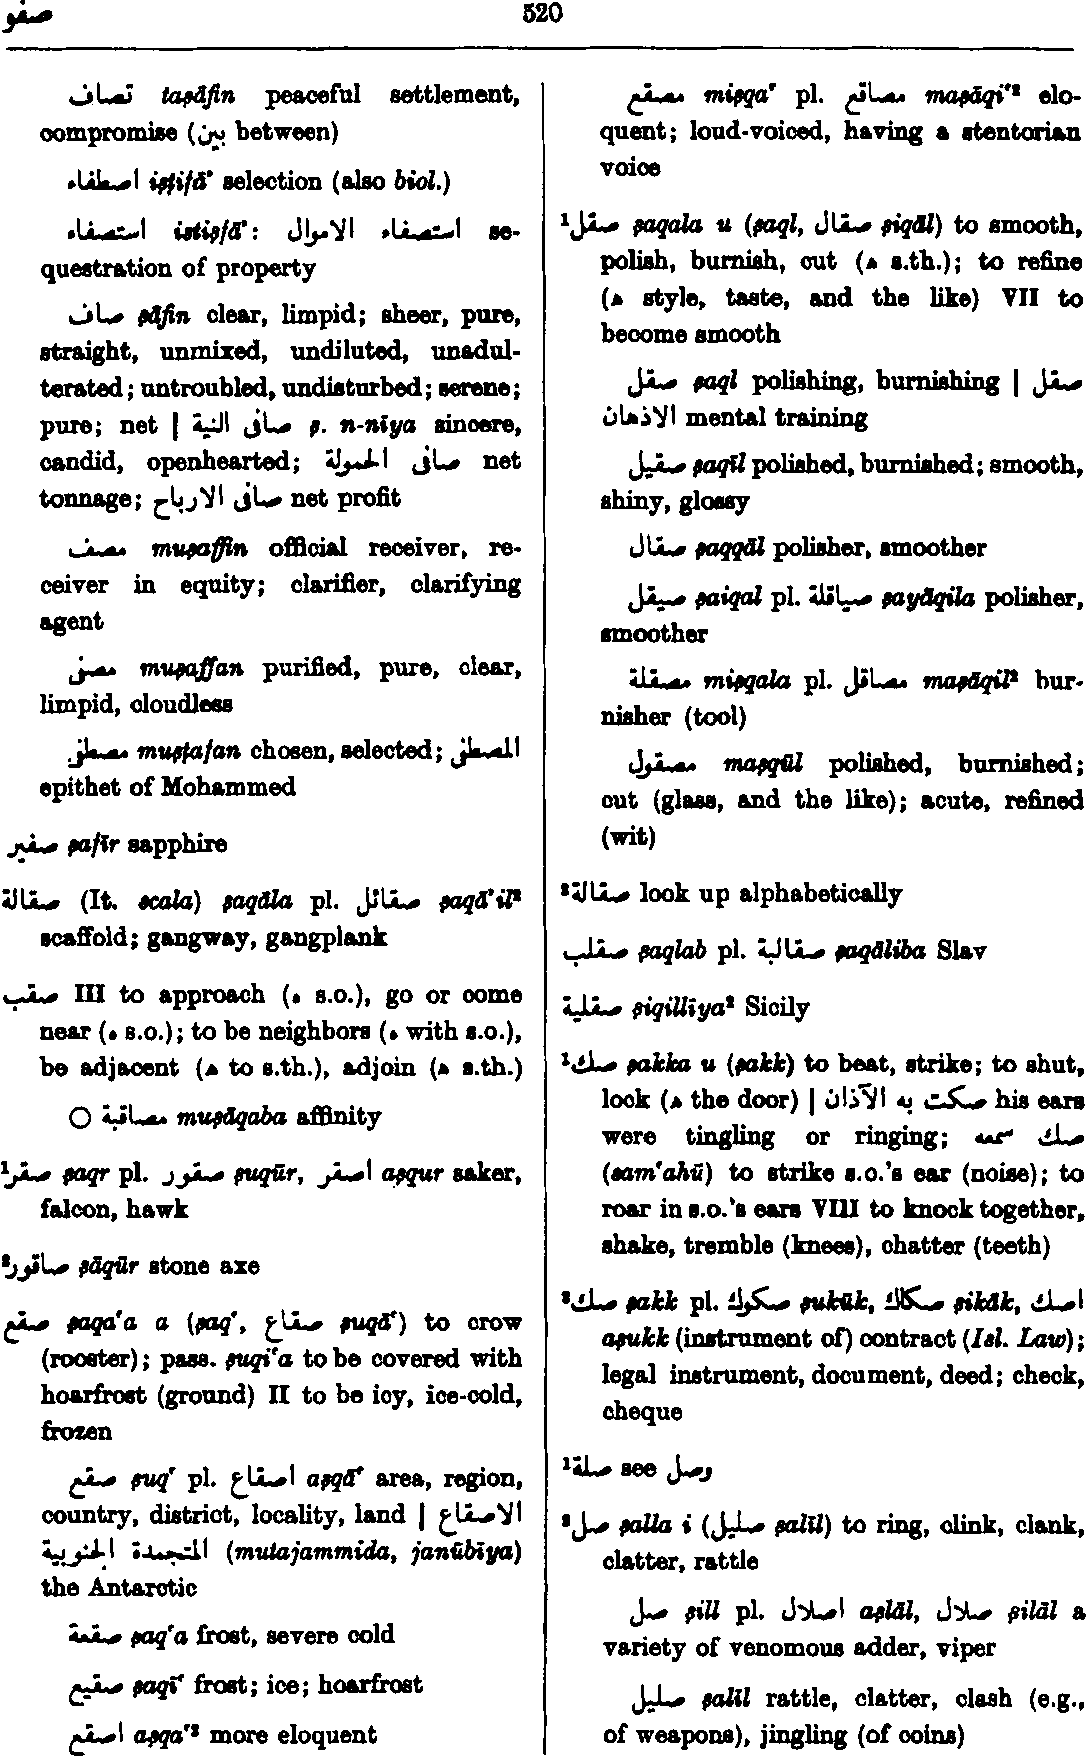 صفو
520
تصاف taṣāfin peaceful settlement,
compromise (بين between)
اصطفاء iṣṭifā’ selection (also biol.)
استصفاء istiṣfā’: استصفاء الاموال se-
questration of property
صاف ṣāfin clear, limpid; sheer, pure,
straight, unmixed, undiluted, unadul-
terated; untroubled, undisturbed; serene;
pure; net | صافى النية ṣ. n-nīya sincere,
candid, openhearted; صافى الحمولة net
tonnage; صافى الارباح net profit
مصف muṣaffin official receiver, re-
ceiver in equity; clarifier, clarifying
agent
مصفى muṣaffan purified, pure, clear,
limpid, cloudless
مصطفى muṣṭafan chosen, selected; المصطفى
epithet of Mohammed
صفير ṣafīr sapphire
صقالة (It. scala) ṣaqāla pl. صقائل ṣaqā’il²
scaffold; gangway, gangplank
صقب III to approach (ه s.o.), go or come
near (ه s.o.); to be neighbors (ه with s.o.),
be adjacent (ﻫ to s.th.), adjoin (ﻫ s.th.)
○ مصاقبة muṣāqaba affinity
¹صقر ṣaqr pl. صقور ṣuqūr, اصقر aṣqur saker,
falcon, hawk
²صاقور ṣāqūr stone axe
صقع ṣaqa‘a a (ṣaq‘, صقاع ṣuqā‘) to crow
(rooster); pass. ṣuqi‘a to be covered with
hoarfrost (ground) II to be icy, ice-cold,
frozen
صقع ṣuq‘ pl. اصقاع aṣqā‘ area, region,
country, district, locality, land | الاصقاع
المتجمدة الجنوبية (mutajammida, janūbīya)
the Antarctic
صقعة ṣaq‘a frost, severe cold
صقيع ṣaqī‘ frost; ice; hoarfrost
اصقع aṣqa‘² more eloquent
مصقع miṣqa‘ pl. مصاقع maṣāqi‘² elo-
quent; loud-voiced, having a stentorian
voice
¹صقل ṣaqala u (ṣaql, صقال ṣiqāl) to smooth,
polish, burnish, cut (ﻫ s.th.); to refine
(ﻫ style, taste, and the like) VII to
become smooth
صقل ṣaql polishing, burnishing | صقل
الاذهان mental training
صقيل ṣaqīl polished, burnished; smooth,
shiny, glossy
صقال ṣaqqāl polisher, smoother
صيقل ṣaiqal pl. صياقلة ṣayāqila polisher,
smoother
مصقلة miṣqala pl. مصاقل maṣāqil² bur-
nisher (tool)
مصقول maṣqūl polished, burnished;
cut (glass, and the like); acute, refined
(wit)
²صقالة look up alphabetically
صقلب ṣaqlab pl. صقالبة ṣaqāliba Slav
صقلية ṣiqillīya² Sicily
¹صك ṣakka u (ṣakk) to beat, strike; to shut,
lock (ﻫ the door) | صكت به الآذان his ears
were tingling or ringing; صك سمعه
(sam‘ahū) to strike s.o.’s ear (noise); to
roar in s.o.’s ears VIII to knock together,
shake, tremble (knees), chatter (teeth)
²صك ṣakk pl. صكوك ṣukūk, صكاك ṣikāk, اصك
aṣukk (instrument of) contract (Isl. Law);
legal instrument, document, deed; check,
cheque
¹صلة see وصل
²صل ṣalla i (صليل ṣalīl) to ring, clink, clank,
clatter, rattle
صل ṣill pl. اصلال aṣlāl, صلال ṣilāl a
variety of venomous adder, viper
صليل ṣalīl rattle, clatter, clash (e.g.,
of weapons), jingling (of coins)